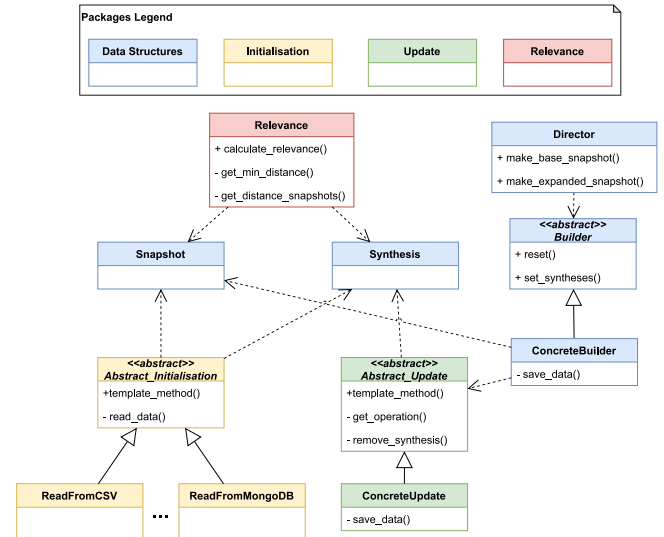 Packages Legend
Data Structures
Initialisation
Update
Relevance
Relevance
+ calculate_relevance()
- get_min_distance()
- get_distance_snapshots()
Director
+ make_base_snapshot()
+ make_expanded_snapshot()
Snapshot
Synthesis
<<abstract>>
Builder
+ reset()
+ set_syntheses()
<<abstract>>
Abstract_Initialisation
+template_method()
- read_data()
<<abstract>>
Abstract_Update
+template_method()
- get_operation()
- remove_synthesis()
ConcreteBuilder
- save_data()
ReadFromCSV
...
ReadFromMongoDB
ConcreteUpdate
- save_data()